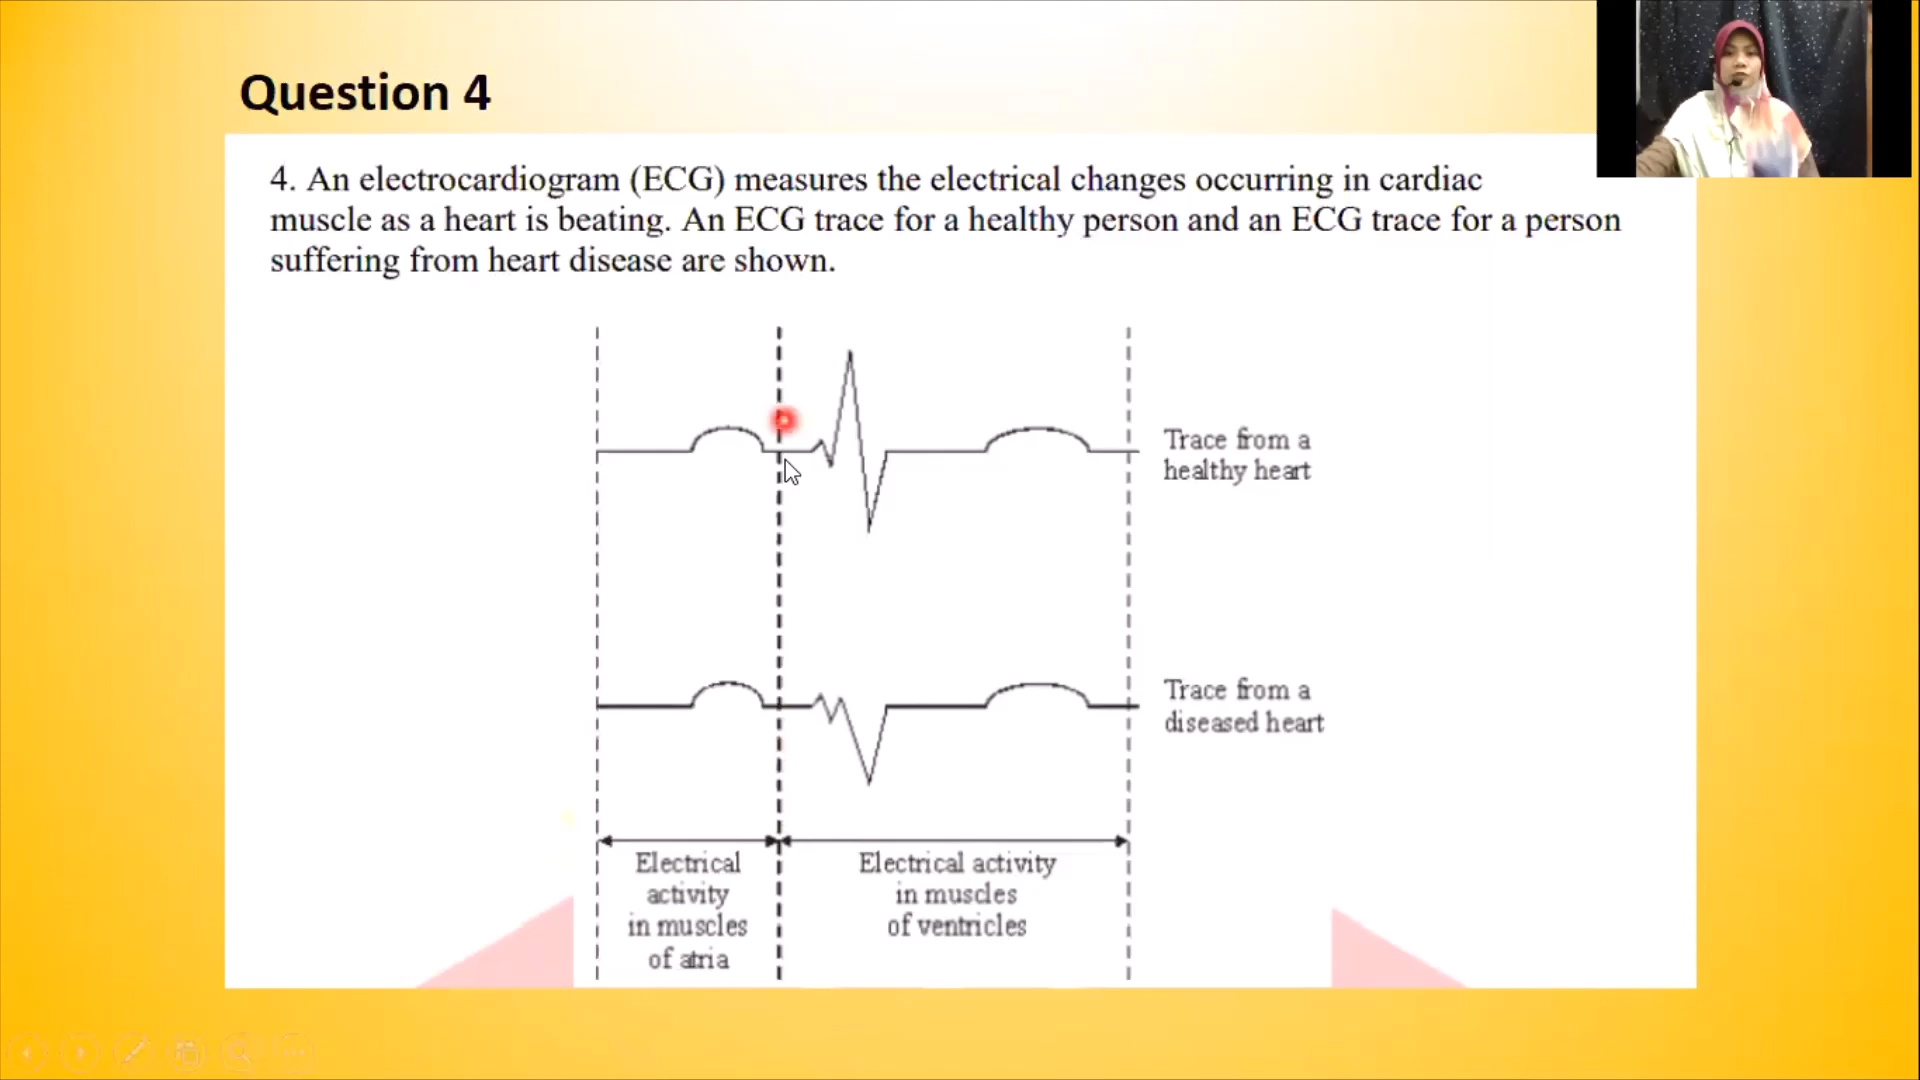 Question 4
4. An electrocardiogram (ECG) measures the electrical changes occurring in cardiac
muscle as a heart is beating. An ECG trace for a healthy person and an ECG trace for a person
suffering from heart disease are shown.
Trace from a
healthy heart
Trace from a
diseased heart
Electrical
activity
in muscles
of atria
Electrical activity
in muscles
of ventricles